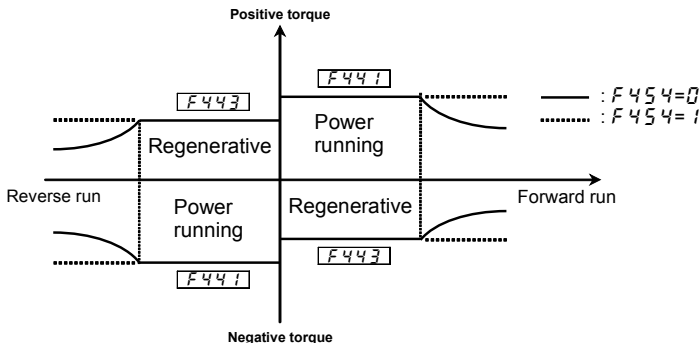 Positive torque
F441
F443
: F454=0
: F454=1
Power
running
Regenerative
Reverse run
Forward run
Power
running
Regenerative
F443
F441
Negative torque